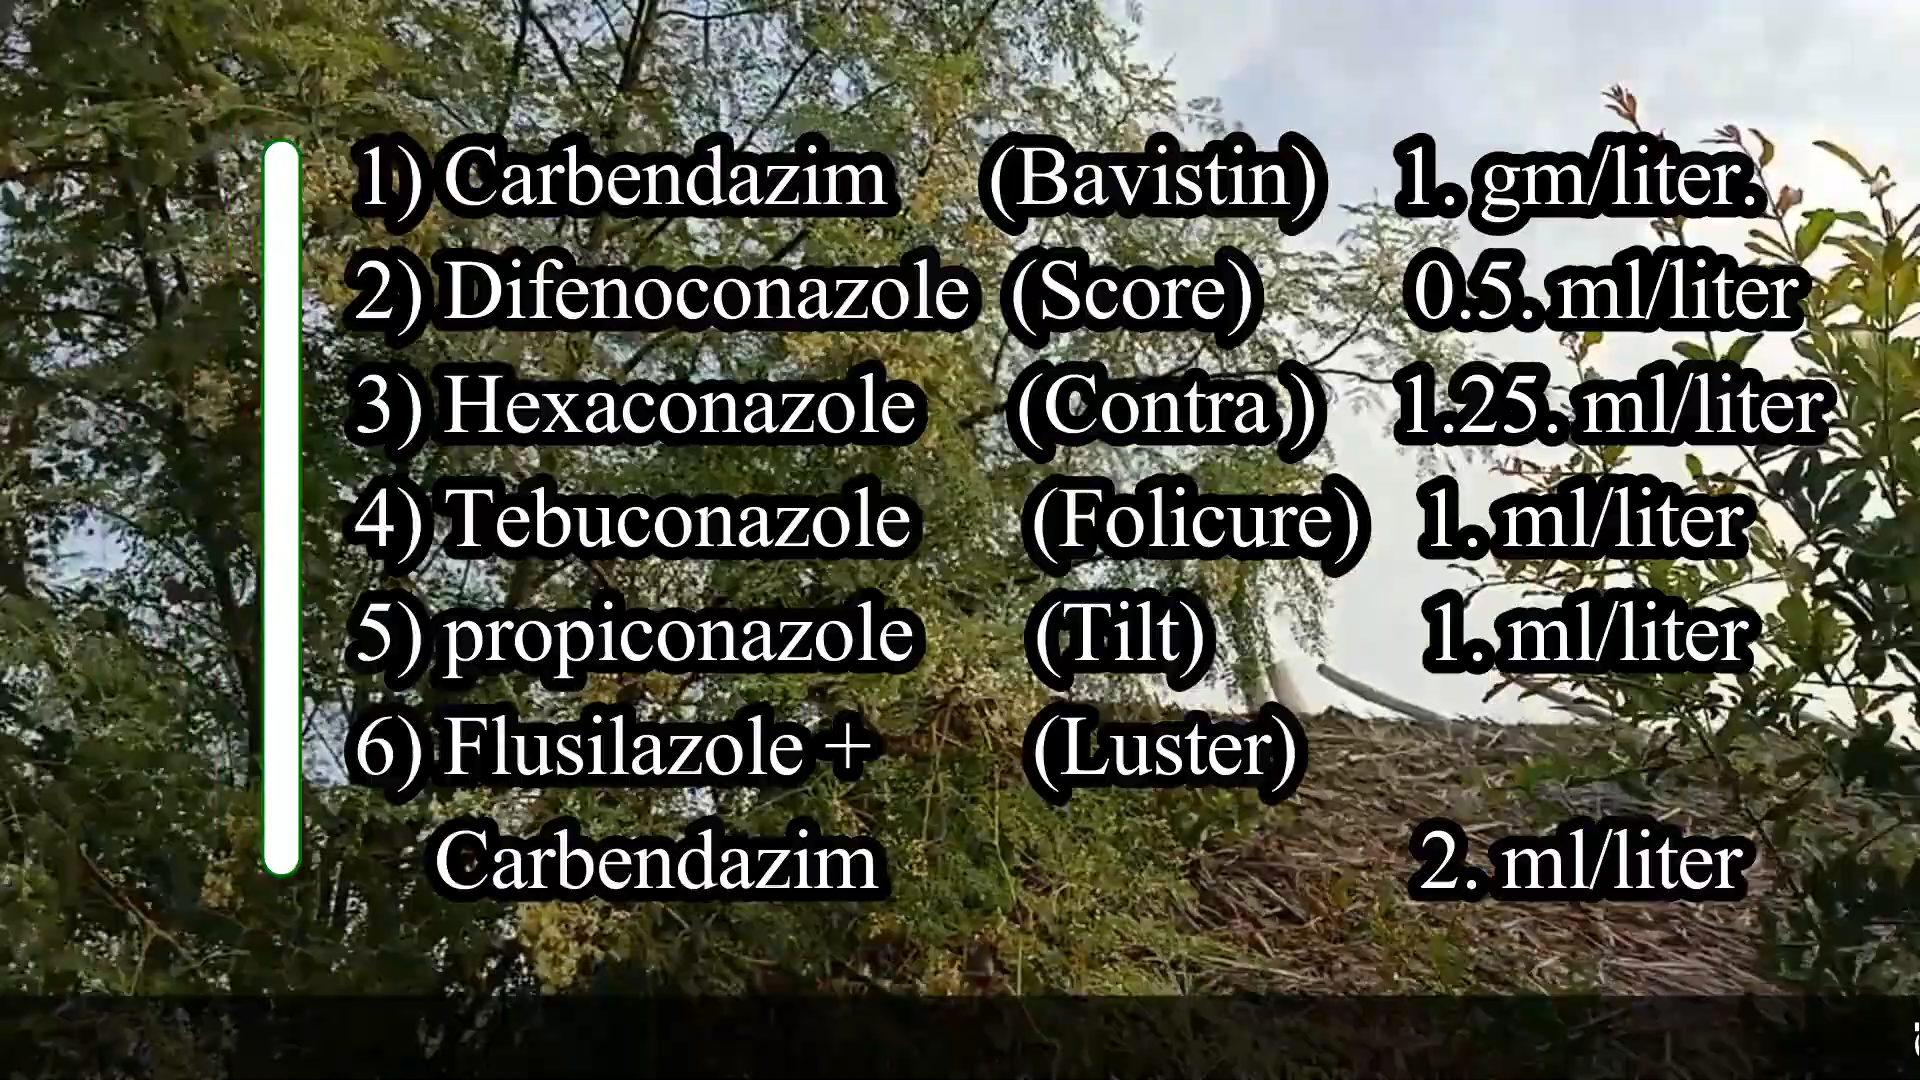 1) Carbendazim (Bavistin) 1. gm/liter.
2) Difenoconazole (Score) 0.5. ml/liter
3) Hexaconazole (Contra ) 1.25. ml/liter
4) Tebuconazole (Folicure) 1. ml/liter
5) propiconazole (Tilt) 1. ml/liter
6) Flusilazole + (Luster)
Carbendazim 2. ml/liter